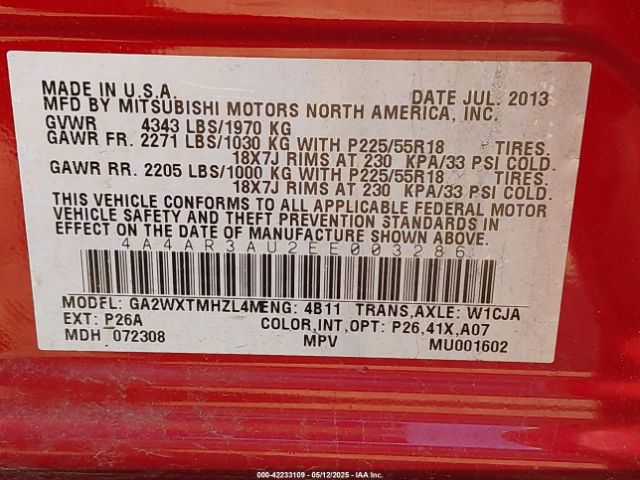 MADE IN U.S.A. DATE JUL. 2013
MFD BY MITSUBISHI MOTORS NORTH AMERICA, INC.
GVWR 4343 LBS/1970 KG
GAWR FR. 2271 LBS/1030 KG WITH P225/55R18 TIRES.
18X7J RIMS AT 230 KPA/33 PSI COLD.
GAWR RR. 2205 LBS/1000 KG WITH P225/55R18 TIRES.
18X7J RIMS AT 230 KPA/33 PSI COLD.
THIS VEHICLE CONFORMS TO ALL APPLICABLE FEDERAL MOTOR
VEHICLE SAFETY AND THEFT PREVENTION STANDARDS IN
EFFECT ON THE DATE OF MANUFACTURE SHOWN ABOVE.
4A4AR3AU2EE003286
MODEL: GA2WXTMHZL4M ENG: 4B11 TRANS,AXLE: W1CJA
EXT: P26A COLOR,INT,OPT: P26,41X,A07
MDH 072308 MPV MU001602
000-42233109 - 05/12/2025 - IAA Inc.